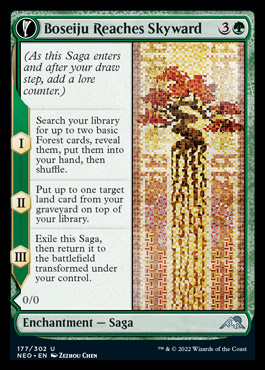 Boseiju Reaches Skyward 3
(As this Saga enters
and after your draw
step, add a lore
counter.)
I
Search your library
for up to two basic
Forest cards, reveal
them, put them into
your hand, then
shuffle.
II
Put up to one target
land card from your
graveyard on top of
your library.
III
Exile this Saga,
then return it to
the battlefield
transformed under
your control.
0/0
Enchantment — Saga
177/302 U
NEO • EN Zezhou Chen
™ & © 2022 Wizards of the Coast